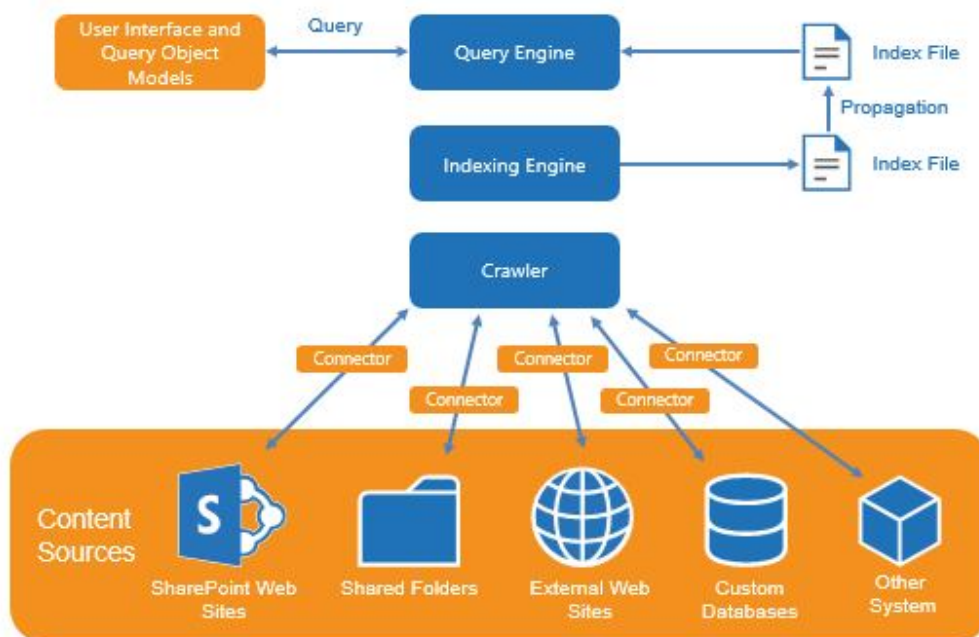 User Interface and
Query Object
Models
Query
Query Engine
Index File
Propagation
Indexing Engine
Index File
Crawler
Connector
Connector
Connector
Connector
Connector
Content
Sources
S
SharePoint Web
Sites
Shared Folders
External Web
Sites
Custom
Databases
Other
System